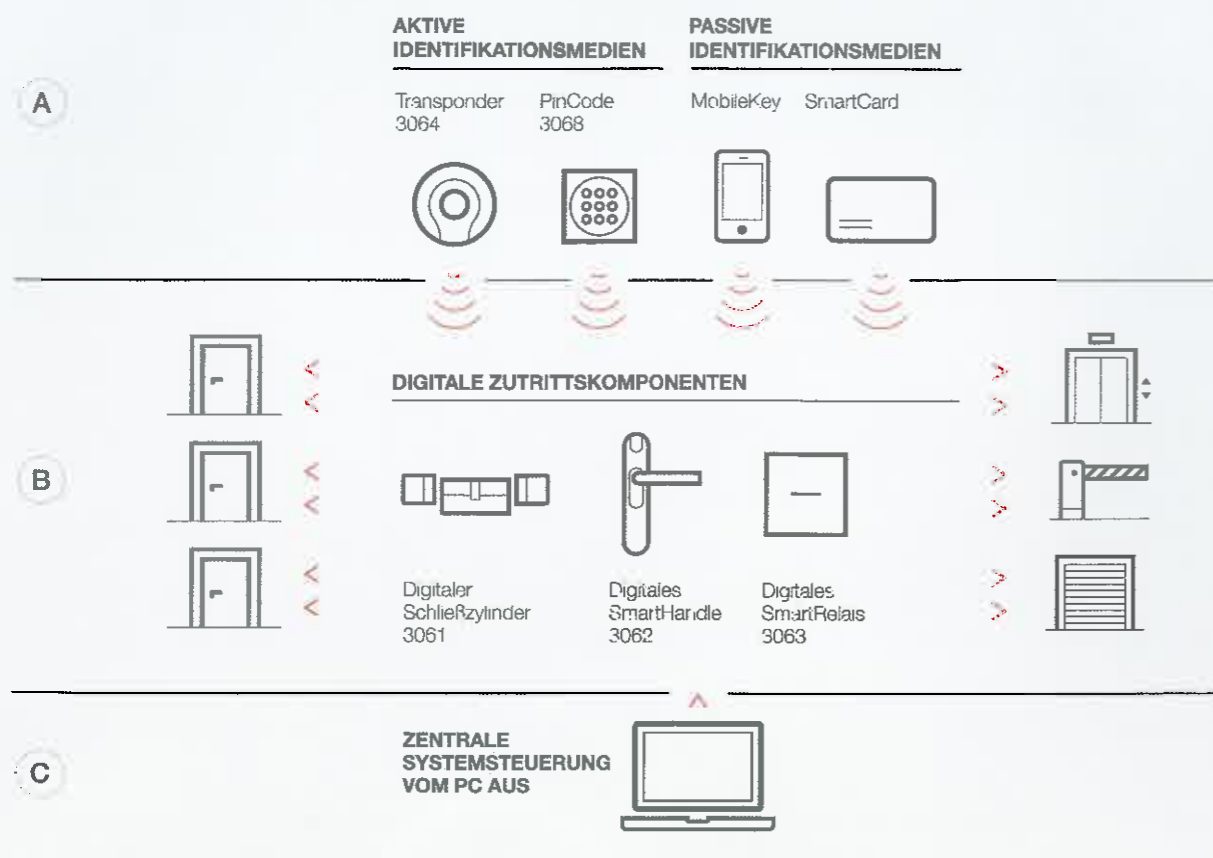 AKTIVE
IDENTIFIKATIONSMEDIEN
PASSIVE
IDENTIFIKATIONSMEDIEN
A
Transponder
3064
PinCode
3068
MobileKey
SmartCard
DIGITALE ZUTRITTSKOMPONENTEN
B
Digitaler
Schließzylinder
3061
Digitales
SmartHandle
3062
Digitales
SmartRelais
3063
C
ZENTRALE
SYSTEMSTEUERUNG
VOM PC AUS